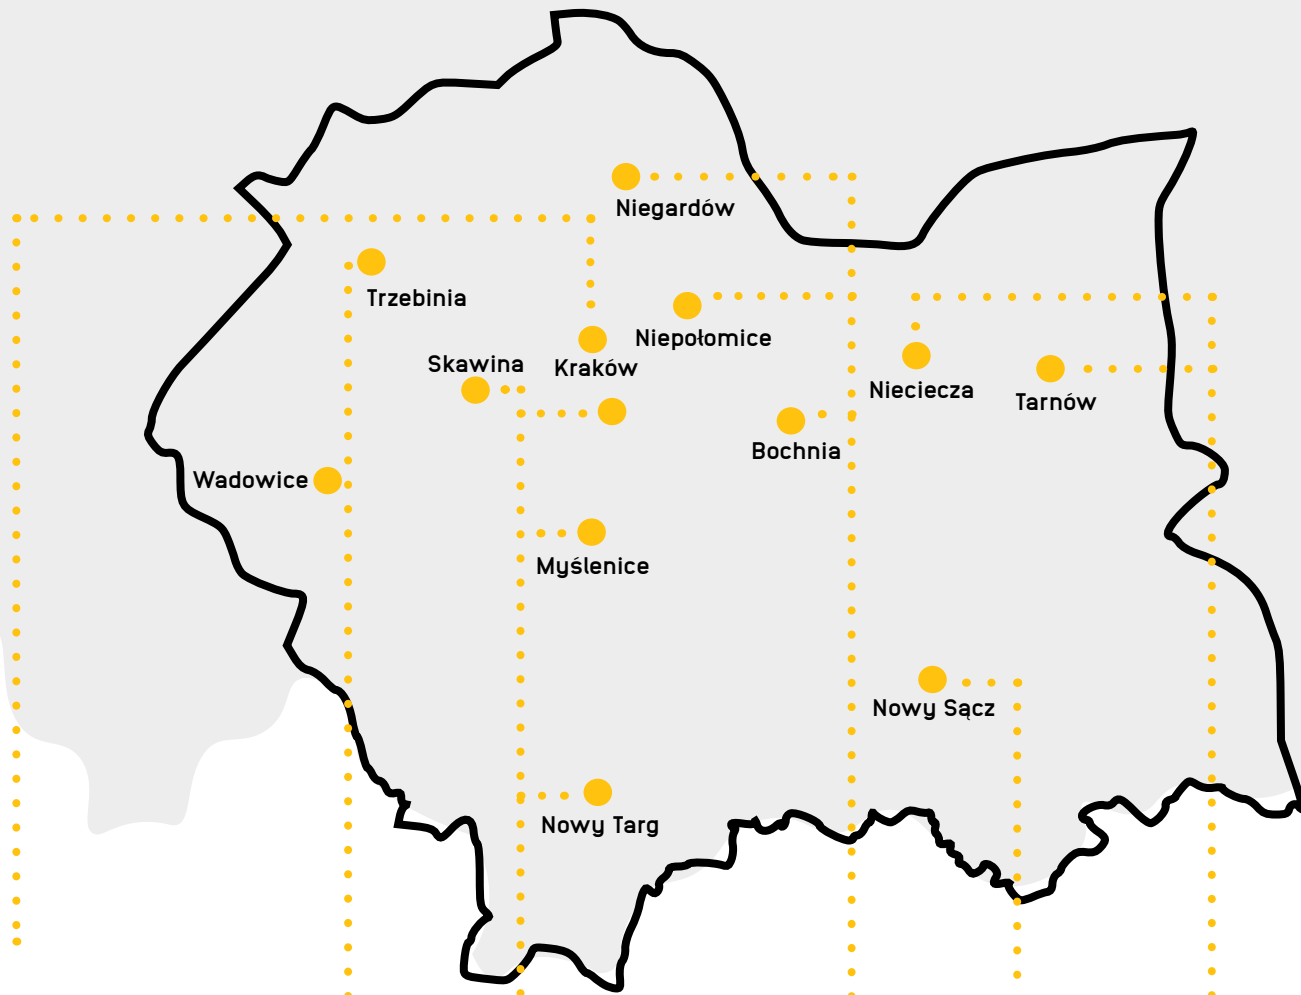 Niegardów
Trzebinia
Niepołomice
Skawina
Kraków
Nieciecza
Tarnów
Bochnia
Wadowice
Myślenice
Nowy Sącz
Nowy Targ